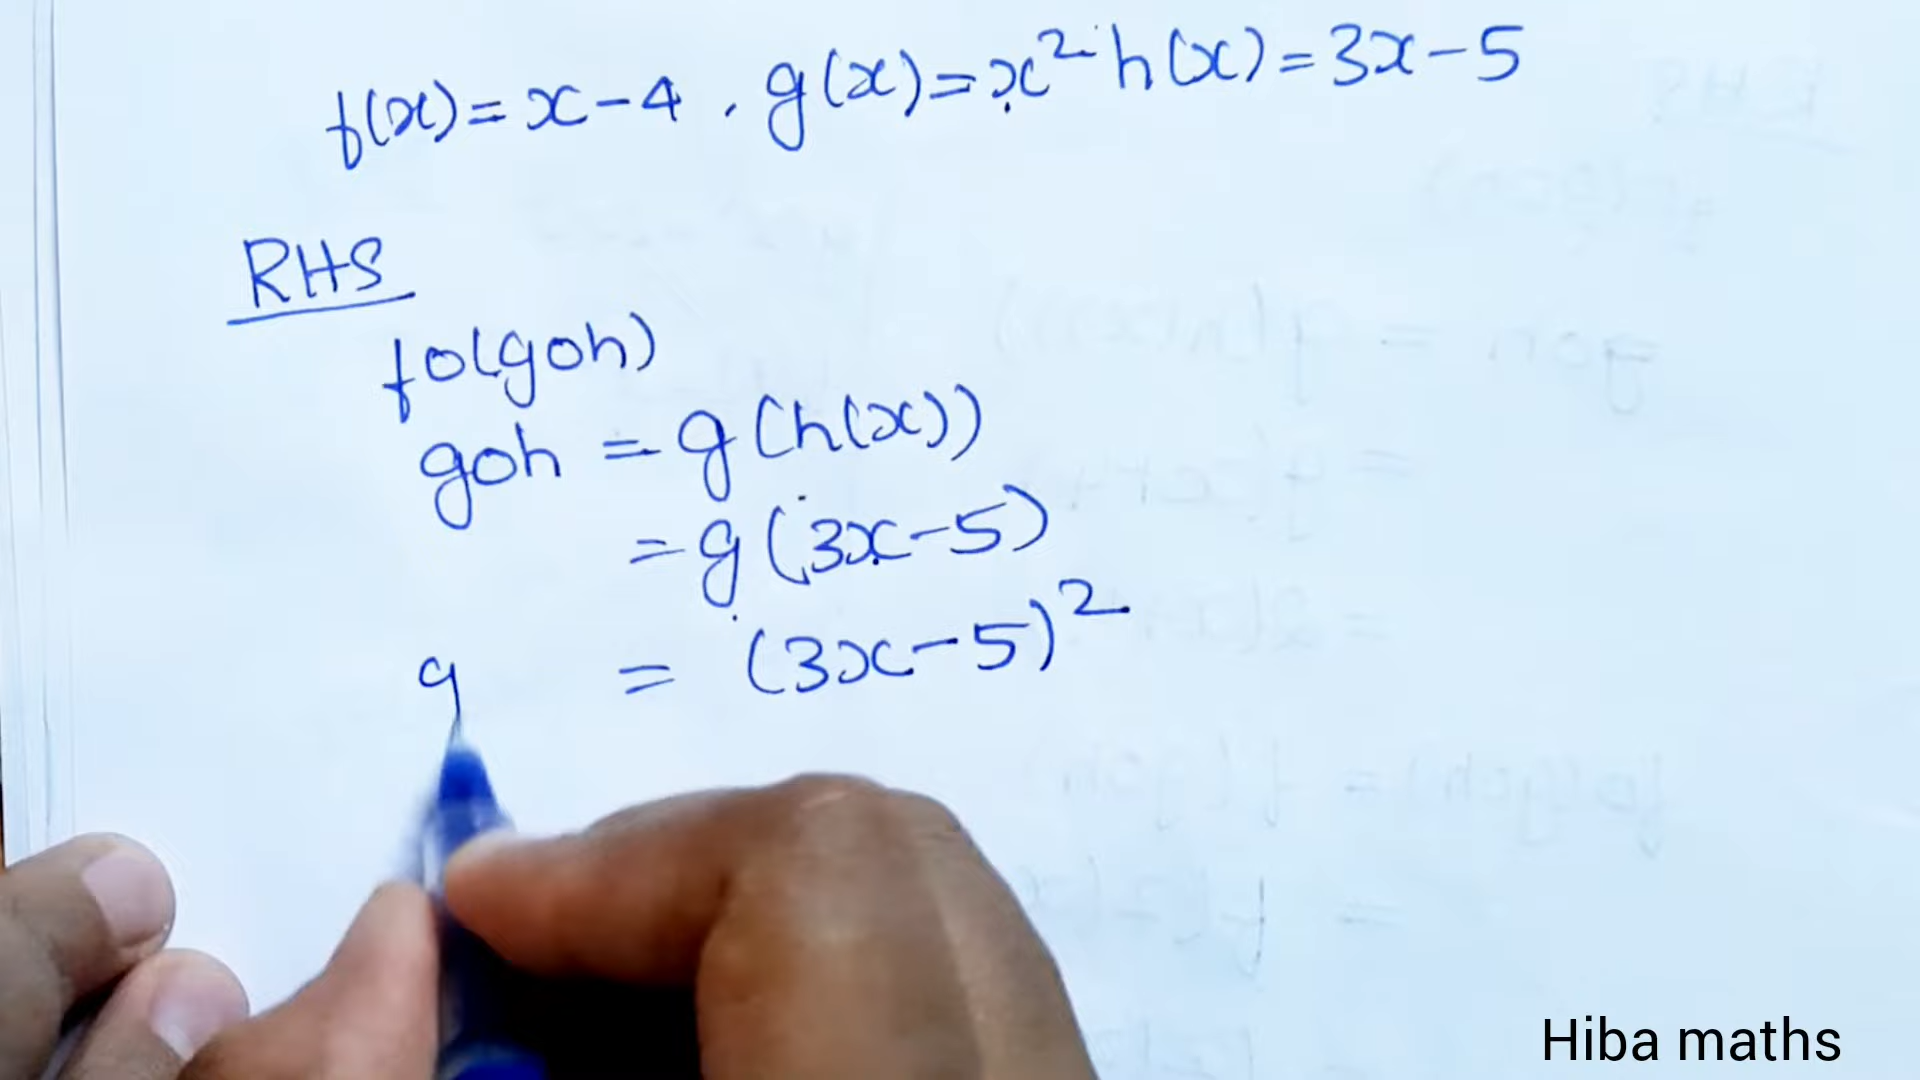 f(x) = x - 4 , g(x) = x² h(x) = 3x - 5
RHS
fo(goh)
goh = g(h(x))
= g(3x-5)
g = (3x-5)²
Hiba maths